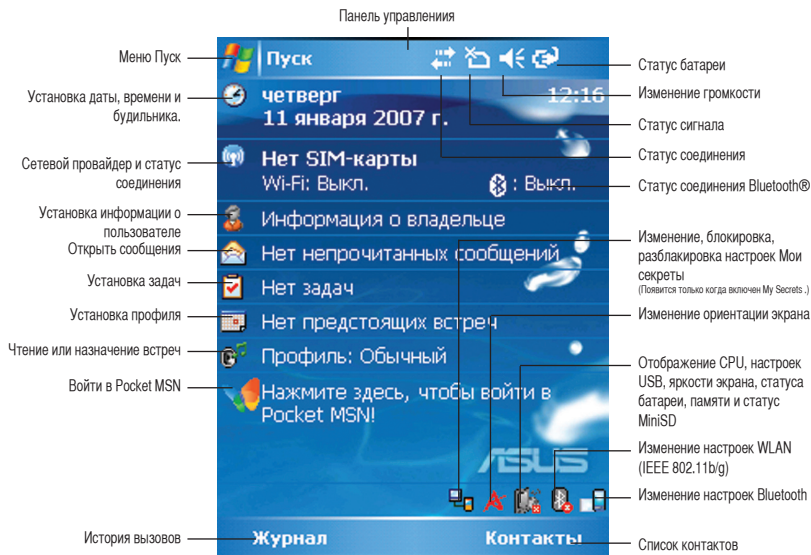 Панель управлениия
Меню Пуск
Установка даты, времени и
будильника.
Сетевой провайдер и статус
соединения
Установка информации о
пользователе
Открыть сообщения
Установка задач
Установка профиля
Чтение или назначение встреч
Войти в Pocket MSN
История вызовов
Пуск
четверг
12:16
11 января 2007 г.
Нет SIM-карты
Wi-Fi: Выкл.
: Выкл.
Информация о владельце
Нет непрочитанных сообщений
Нет задач
Нет предстоящих встреч
Профиль: Обычный
Нажмите здесь, чтобы войти в
Pocket MSN!
ASUS
Журнал
Контакты
Статус батареи
Изменение громкости
Статус сигнала
Статус соединения
Статус соединения Bluetooth®
Изменение, блокировка,
разблакировка настроек Мои
секреты
(Появится только когда включен My Secrets .)
Изменение ориентации экрана
Отображение CPU, настроек
USB, яркости экрана, статуса
батареи, памяти и статус
MiniSD
Изменение настроек WLAN
(IEEE 802.11b/g)
Изменение настроек Bluetooth
Список контактов